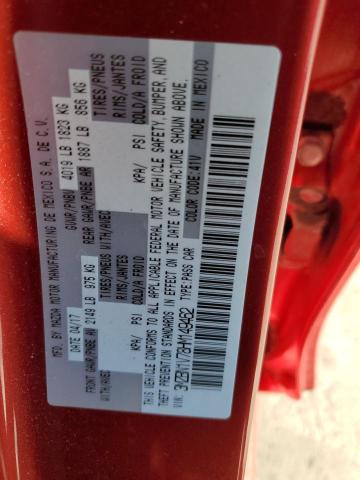 MFD. BY MAZDA MOTOR MANUFACTURING DE MEXICO S.A. DE C.V.
DATE: 04/17 GVWR/PNBV 4019 LB 1823 KG
FRONT GAWR/PNBE AV 2149 LB 975 KG REAR GAWR/PNBE AR 1887 LB 856 KG
WITH/AVEC TIRES/PNEUS WITH/AVEC TIRES/PNEUS
RIMS/JANTES RIMS/JANTES
KPA/ PSI COLD/A FROID KPA/ PSI COLD/A FROID
THIS VEHICLE CONFORMS TO ALL APPLICABLE FEDERAL MOTOR VEHICLE SAFETY, BUMPER, AND
THEFT PREVENTION STANDARDS IN EFFECT ON THE DATE OF MANUFACTURE SHOWN ABOVE.
TYPE:PASS CAR COLOR CODE:41V
VIN: MADE IN MEXICO